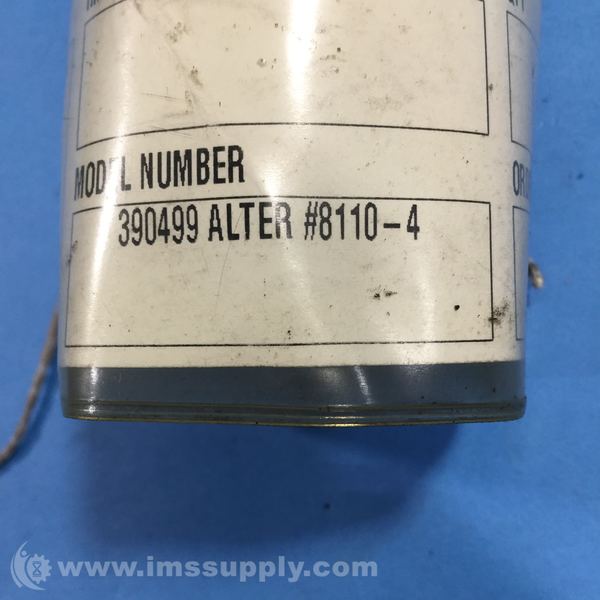 MODEL NUMBER
390499 ALTER #8110-4
www.imssupply.com